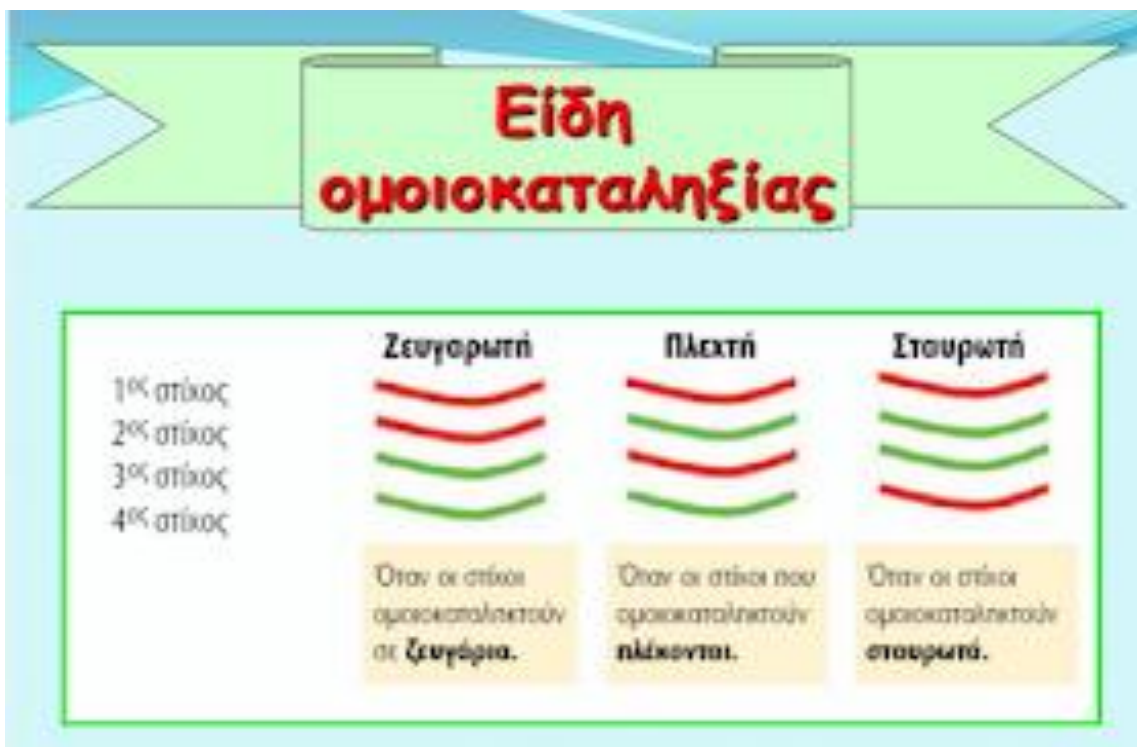 Είδη
ομοιοκαταληξίας
Ζευγαρωτή Πλεχτή Σταυρωτή
1ος στίχος
2ος στίχος
3ος στίχος
4ος στίχος
Όταν οι στίχοι
ομοιοκαταληκτούν
σε ζευγάρια.
Όταν οι στίχοι που
ομοιοκαταληκτούν
πλέκονται.
Όταν οι στίχοι
ομοιοκαταληκτούν
σταυρωτά.